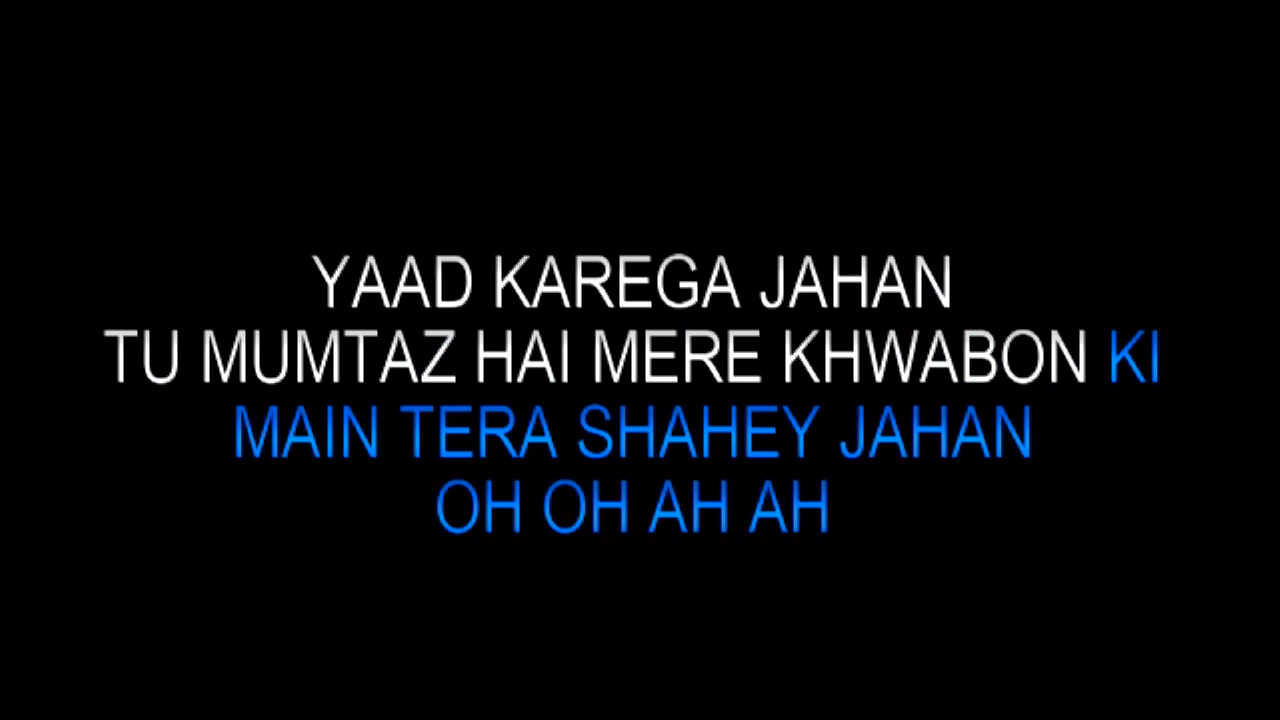 YAAD KAREGA JAHAN
TU MUMTAZ HAI MERE KHWABON KI
MAIN TERA SHAHEY JAHAN
OH OH AH AH